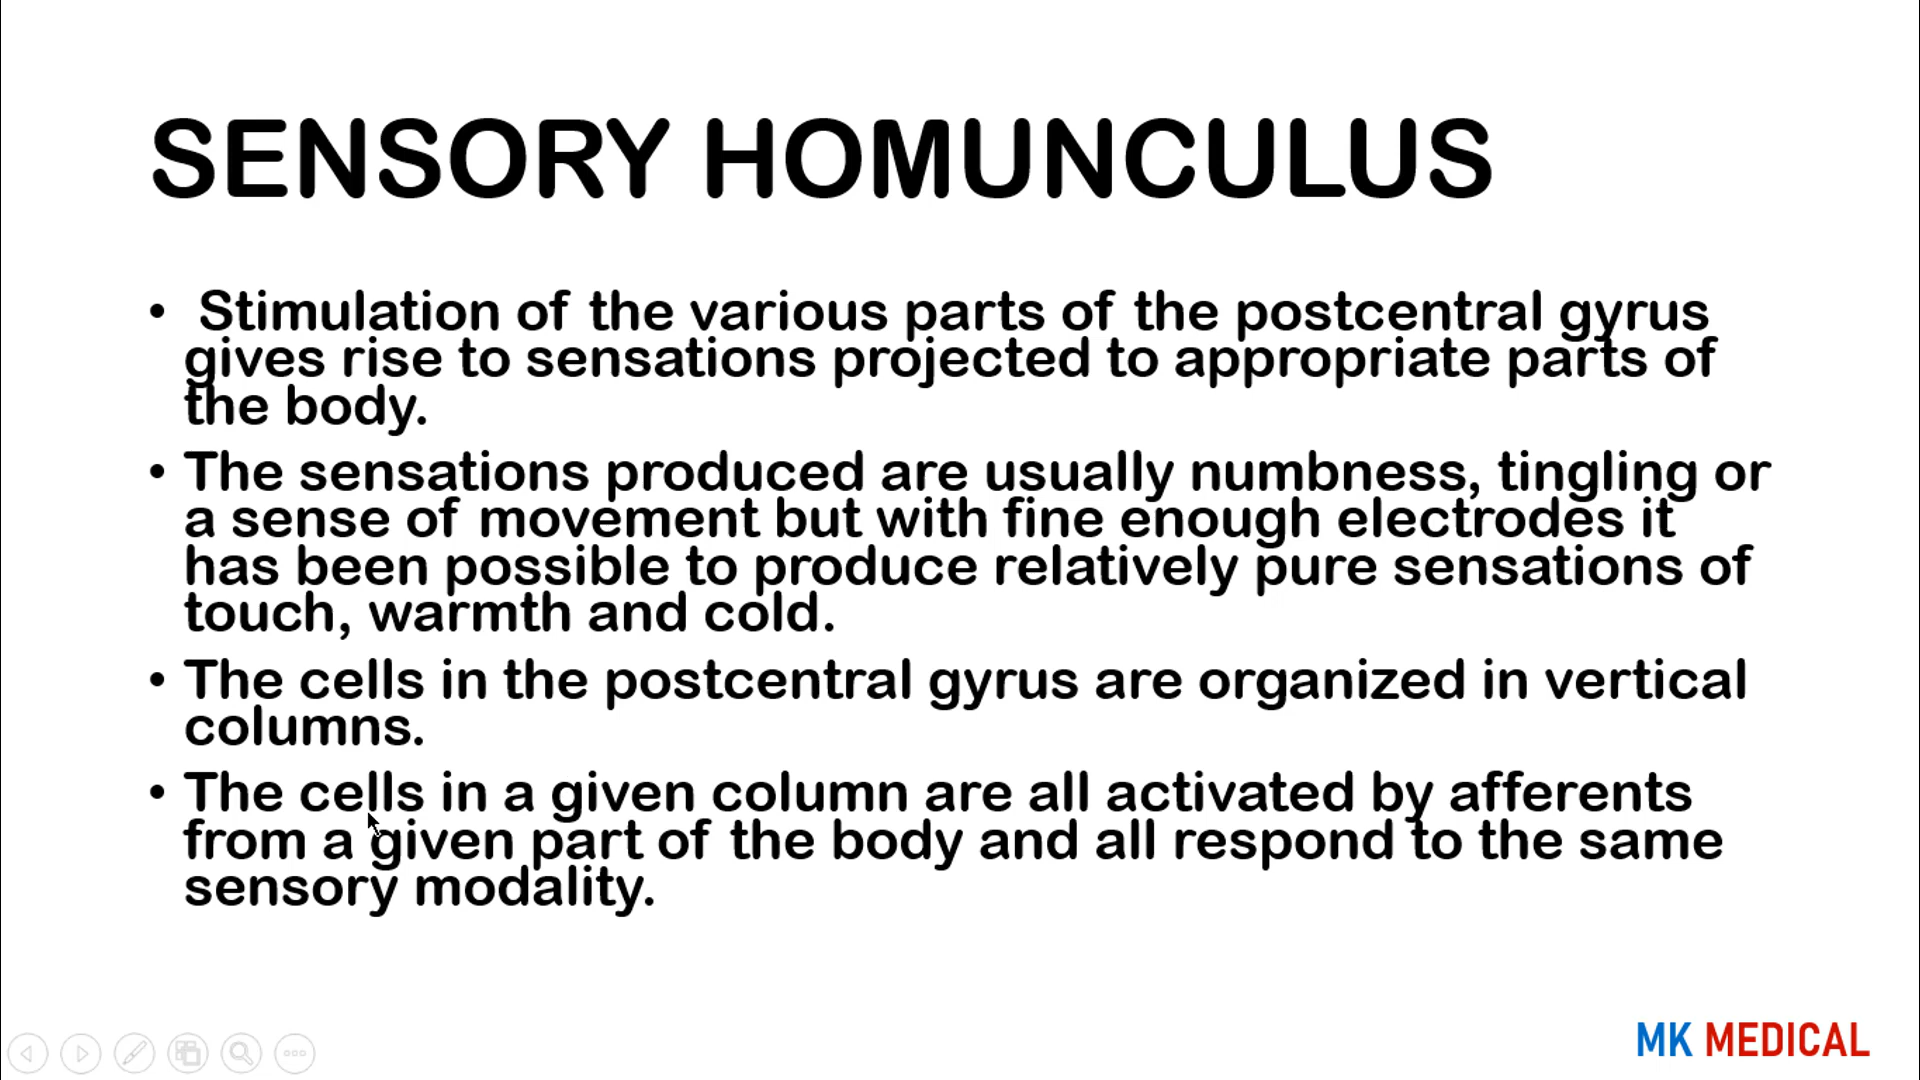 SENSORY HOMUNCULUS
• Stimulation of the various parts of the postcentral gyrus
gives rise to sensations projected to appropriate parts of
the body.
• The sensations produced are usually numbness, tingling or
a sense of movement but with fine enough electrodes it
has been possible to produce relatively pure sensations of
touch, warmth and cold.
• The cells in the postcentral gyrus are organized in vertical
columns.
• The cells in a given column are all activated by afferents
from a given part of the body and all respond to the same
sensory modality.
MK MEDICAL